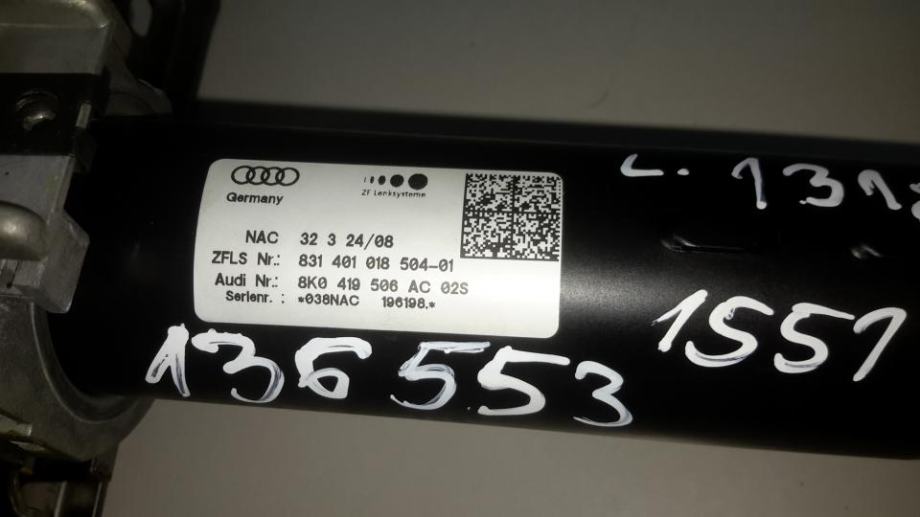 Germany
ZF Lenksysteme
NAC 32 3 24/08
ZFLS Nr.: 831 401 018 504-01
Audi Nr.: 8K0 419 506 AC 02S
Serienr. : *038NAC 196198.*
136553
1551